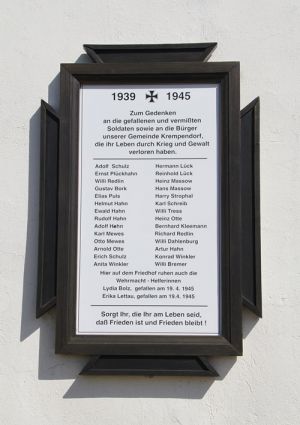 1939 1945
Zum Gedenken
an die gefallenen und vermißten
Soldaten sowie an die Bürger
unserer Gemeinde Krempendorf,
die ihr Leben durch Krieg und Gewalt
verloren haben.
Adolf Schulz Hermann Lück
Ernst Plückhahn Reinhold Lück
Willi Redlin Heinz Massow
Gustav Bork Hans Massow
Elias Puls Harry Strophal
Helmut Hahn Karl Schreib
Ewald Hahn Willi Tress
Rudolf Hahn Heinz Otte
Adolf Hehn Bernhard Kleemann
Karl Mewes Richard Redlin
Otto Mewes Willi Dahlenburg
Arnold Otte Artur Hahn
Erich Schulz Konrad Winkler
Anita Winkler Willi Bremer
Hier auf dem Friedhof ruhen auch die
Wehrmacht - Helferinnen
Lydia Bolz, gefallen am 19. 4. 1945
Erika Lettau, gefallen am 19.4. 1945
Sorgt Ihr, die Ihr am Leben seid,
daß Frieden ist und Frieden bleibt !